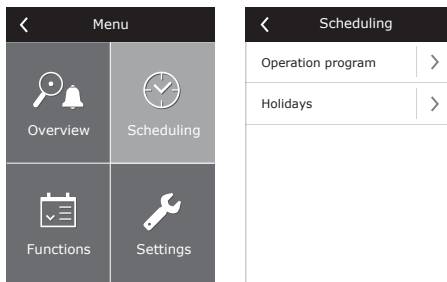 Menu
Overview
Scheduling
Functions
Settings
Scheduling
Operation program
Holidays